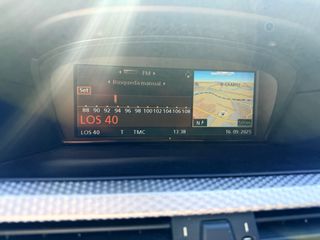 FM
Búsqueda manual
Set
88 90 92 94 96 98 100 102 104 106 108
LOS 40
N
LOS 40 T TMC 13:38 16.09.2025